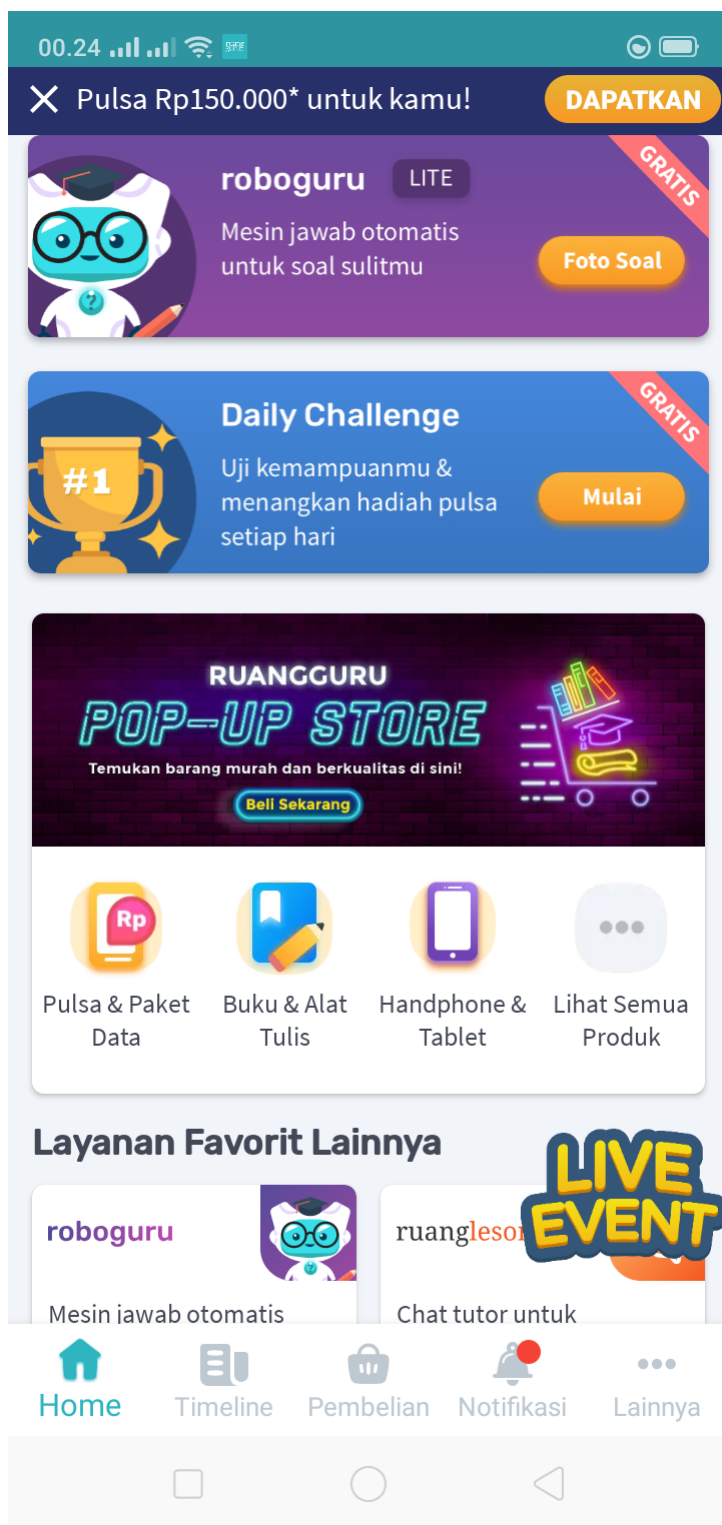 00.24
Pulsa Rp150.000* untuk kamu!
DAPATKAN
roboguru
LITE
GRATIS
Mesin jawab otomatis
untuk soal sulitmu
Foto Soal
Daily Challenge
GRATIS
#1
Uji kemampuanmu &
menangkan hadiah pulsa
setiap hari
Mulai
RUANGGURU
POP-UP STORE
Temukan barang murah dan berkualitas di sini!
Beli Sekarang
Rp
Pulsa & Paket
Data
Buku & Alat
Tulis
Handphone &
Tablet
Lihat Semua
Produk
Layanan Favorit Lainnya
LIVE
EVENT
roboguru
Mesin jawab otomatis
Chat tutor untuk
Home
Timeline
Pembelian
Notifikasi
Lainnya